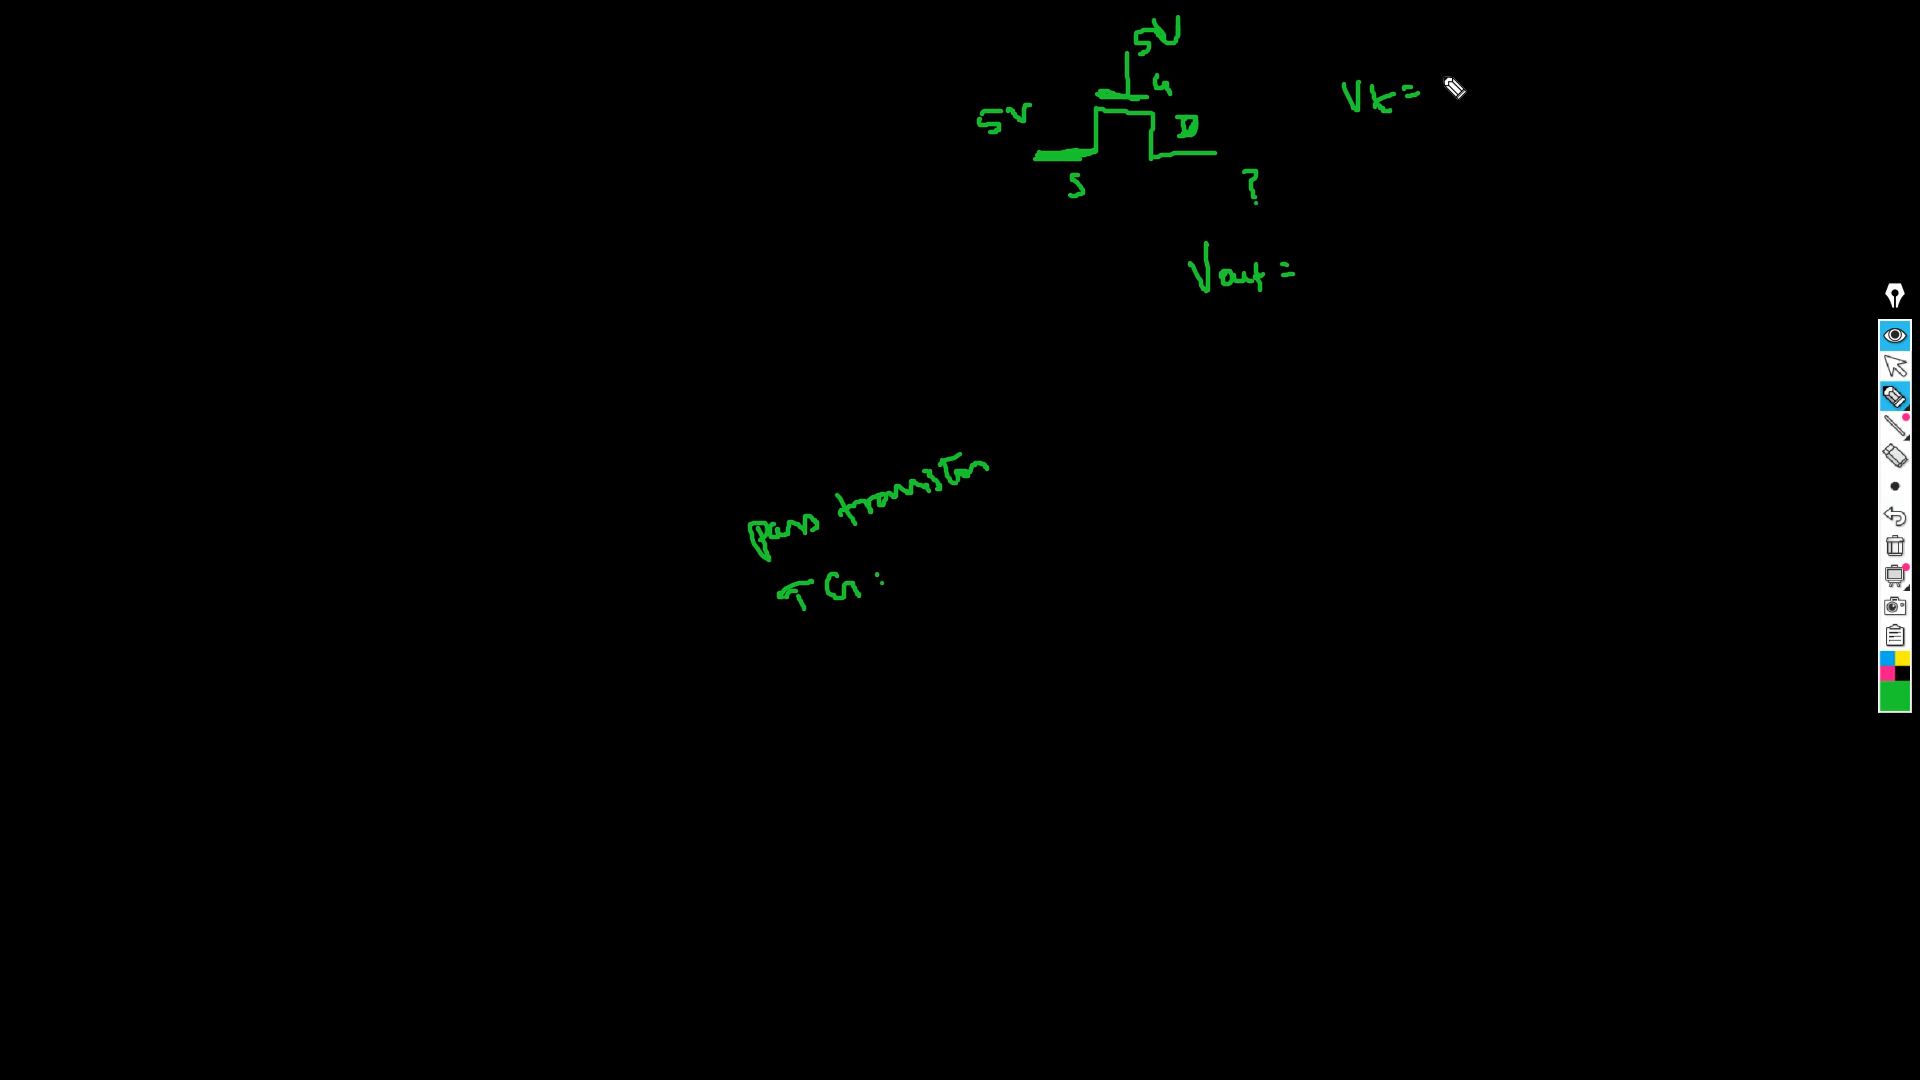 5V
G
Vt =
5V
D
S
?
Vout =
pass transistor
TG :